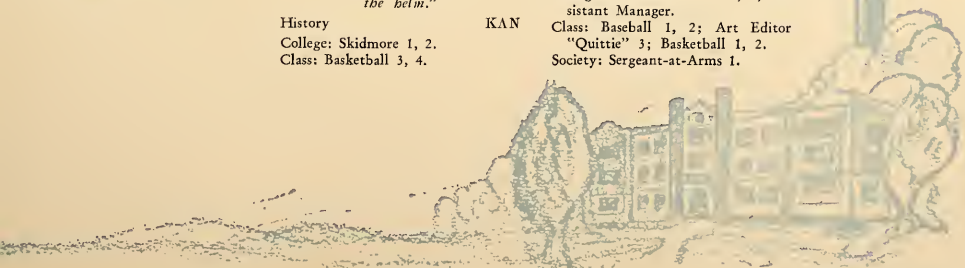 the helm."
History KAN
College: Skidmore 1, 2.
Class: Basketball 3, 4.
sistant Manager.
Class: Baseball 1, 2; Art Editor
"Quittie" 3; Basketball 1, 2.
Society: Sergeant-at-Arms 1.